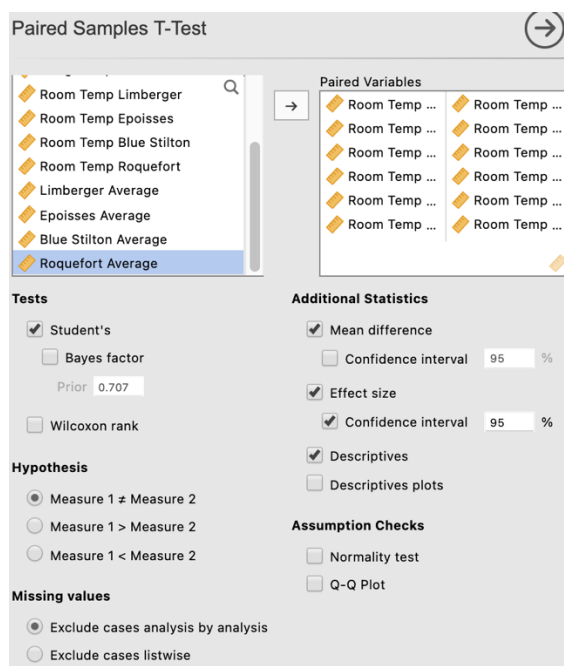 Paired Samples T-Test
Room Temp Limberger
Room Temp Epoisses
Room Temp Blue Stilton
Room Temp Roquefort
Limberger Average
Epoisses Average
Blue Stilton Average
Roquefort Average
Paired Variables
Room Temp ... Room Temp ...
Room Temp ... Room Temp ...
Room Temp ... Room Temp ...
Room Temp ... Room Temp ...
Room Temp ... Room Temp ...
Room Temp ... Room Temp ...
Tests
Student's
Bayes factor
Prior 0.707
Wilcoxon rank
Hypothesis
Measure 1 ≠ Measure 2
Measure 1 > Measure 2
Measure 1 < Measure 2
Missing values
Exclude cases analysis by analysis
Exclude cases listwise
Additional Statistics
Mean difference
Confidence interval 95 %
Effect size
Confidence interval 95 %
Descriptives
Descriptives plots
Assumption Checks
Normality test
Q-Q Plot